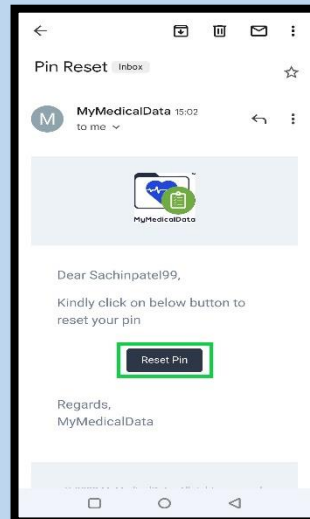 Pin Reset Inbox
M
MyMedicalData 15:02
to me
MyMedicalData
Dear Sachinpatel99,
Kindly click on below button to
reset your pin
Reset Pin
Regards,
MyMedicalData